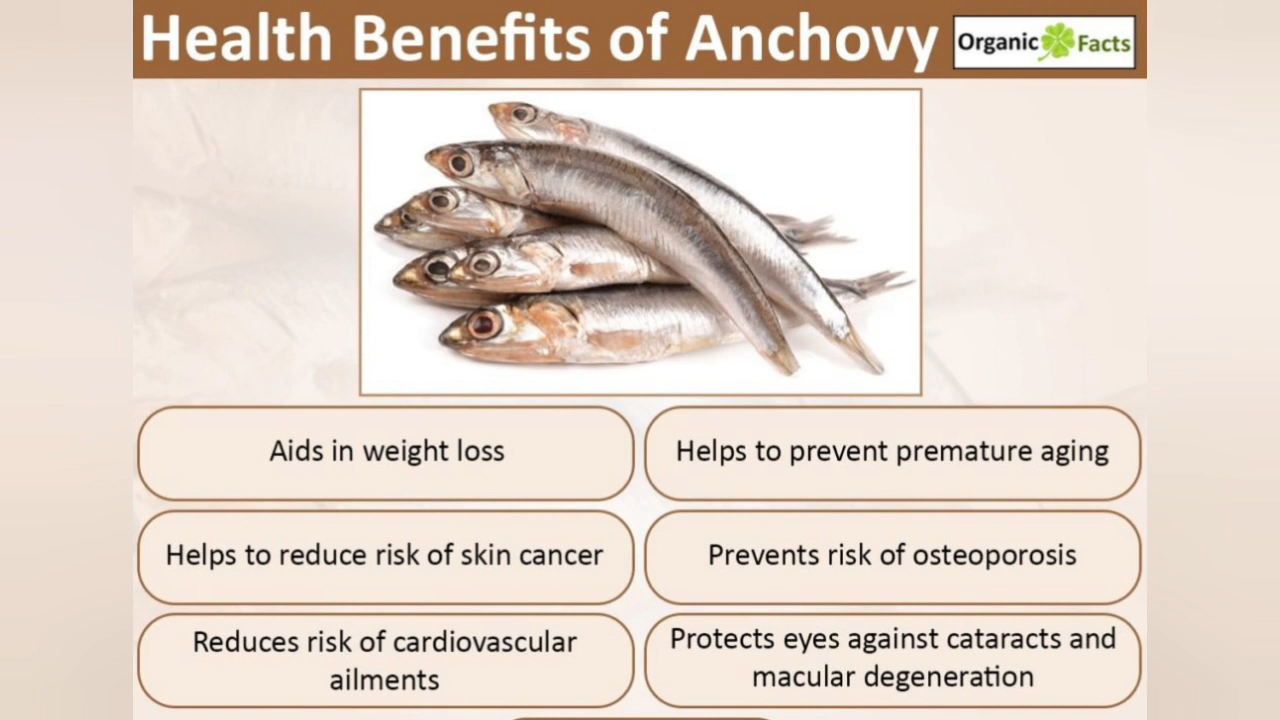 Health Benefits of Anchovy
Organic Facts
Aids in weight loss
Helps to prevent premature aging
Helps to reduce risk of skin cancer
Prevents risk of osteoporosis
Reduces risk of cardiovascular
ailments
Protects eyes against cataracts and
macular degeneration